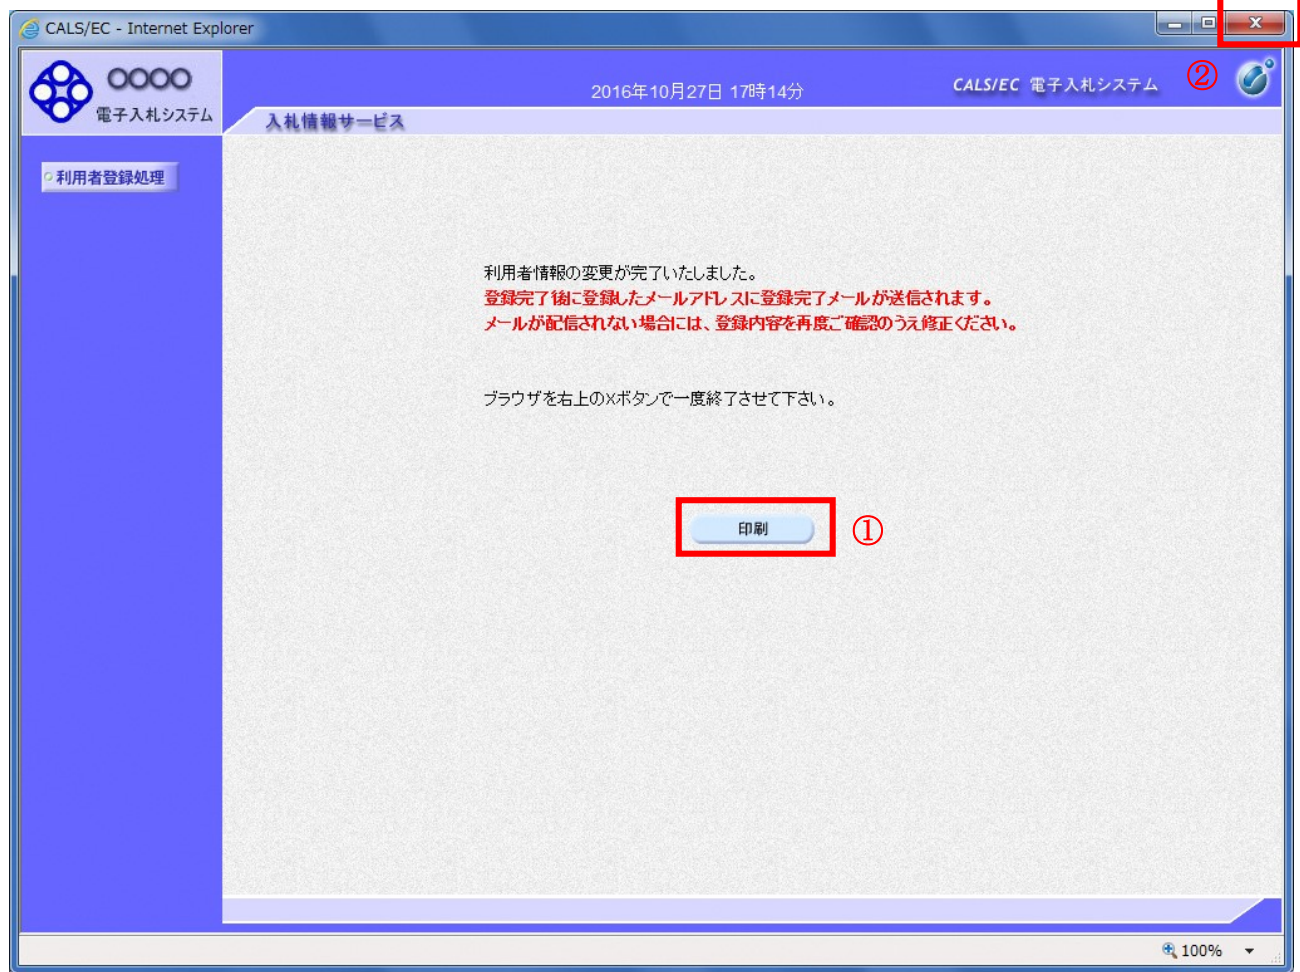 CALS/EC - Internet Explorer
〇〇〇〇
電子入札システム
2016年10月27日 17時14分
CALS/EC 電子入札システム
②
入札情報サービス
利用者登録処理
利用者情報の変更が完了いたしました。
登録完了後に登録したメールアドレスに登録完了メールが送信されます。
メールが配信されない場合には、登録内容を再度ご確認のうえ修正ください。
ブラウザを右上の×ボタンで一度終了させて下さい。
印刷
①
100%